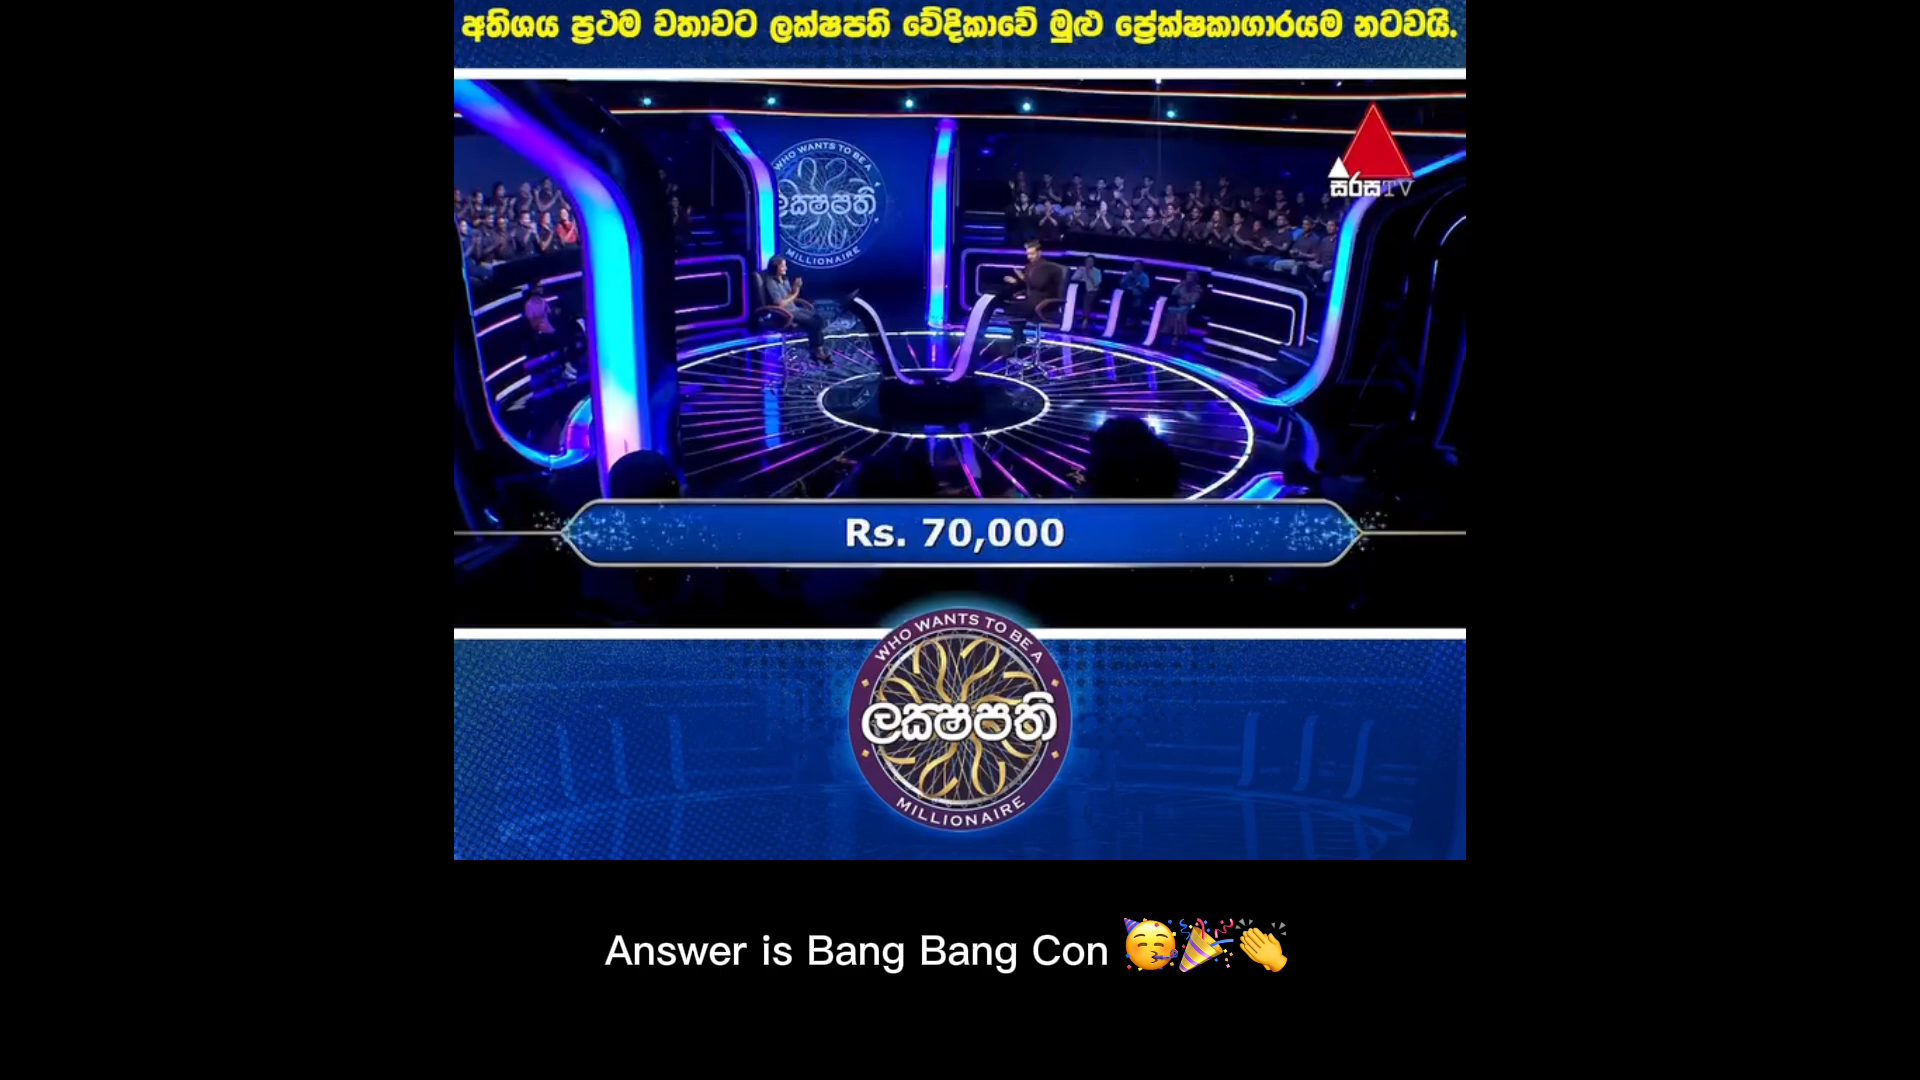 අතිශය ප්‍රථම වතාවට ලක්ෂපති වේදිකාවේ මුළු ප්‍රේක්ෂකාගාරයම නටවයි.
WHO WANTS TO BE A
ලක්ෂපති
MILLIONAIRE
සිරස TV
Rs. 70,000
WHO WANTS TO BE A
ලක්ෂපති
MILLIONAIRE
Answer is Bang Bang Con 🥳🎉👏